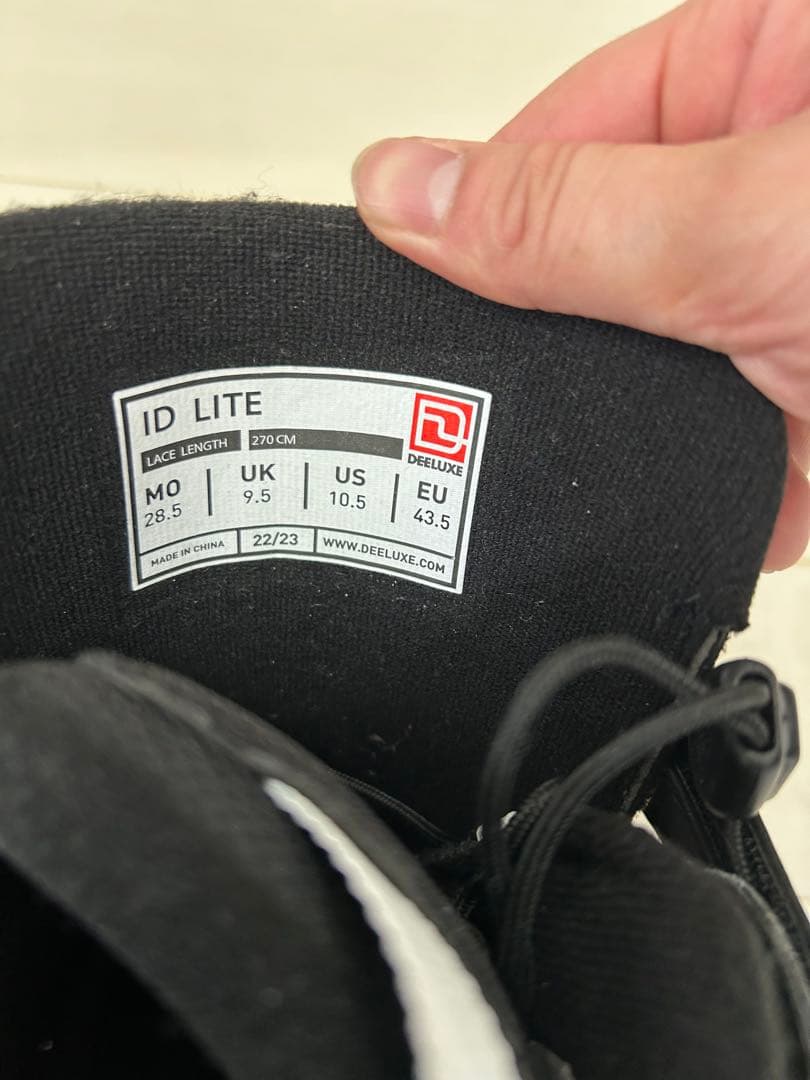 ID LITE
LACE LENGTH 270 CM
DEELUXE
MO UK US EU
28.5 9.5 10.5 43.5
MADE IN CHINA 22/23 WWW.DEELUXE.COM